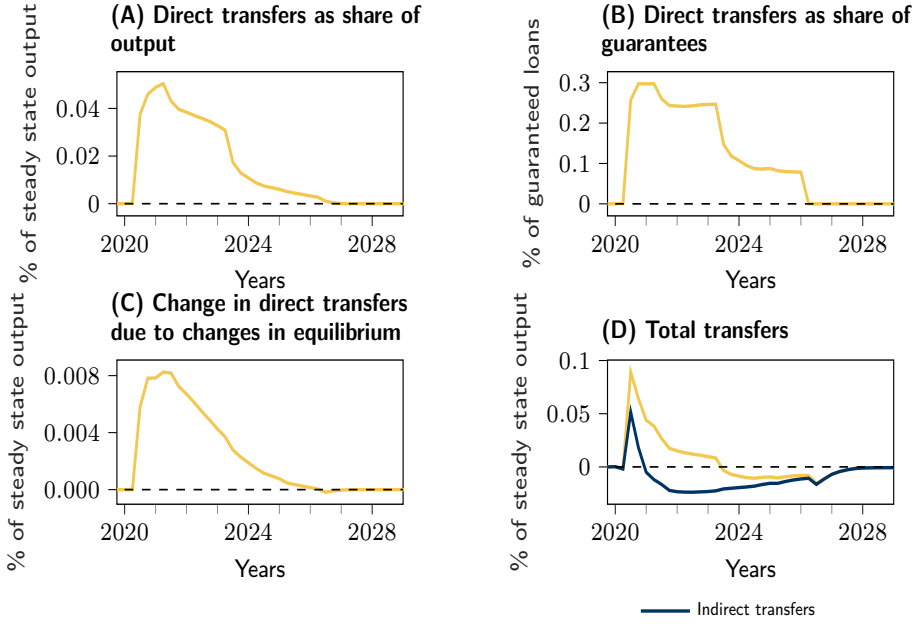 (A) Direct transfers as share of
output
% of steady state output
0.04
0.02
0
2020
2024
2028
Years
(B) Direct transfers as share of
guarantees
% of guaranteed loans
0.3
0.2
0.1
0
2020
2024
2028
Years
(C) Change in direct transfers
due to changes in equilibrium
% of steady state output
0.008
0.004
0.000
2020
2024
2028
Years
(D) Total transfers
% of steady state output
0.1
0.05
0
2020
2024
2028
Years
Indirect transfers